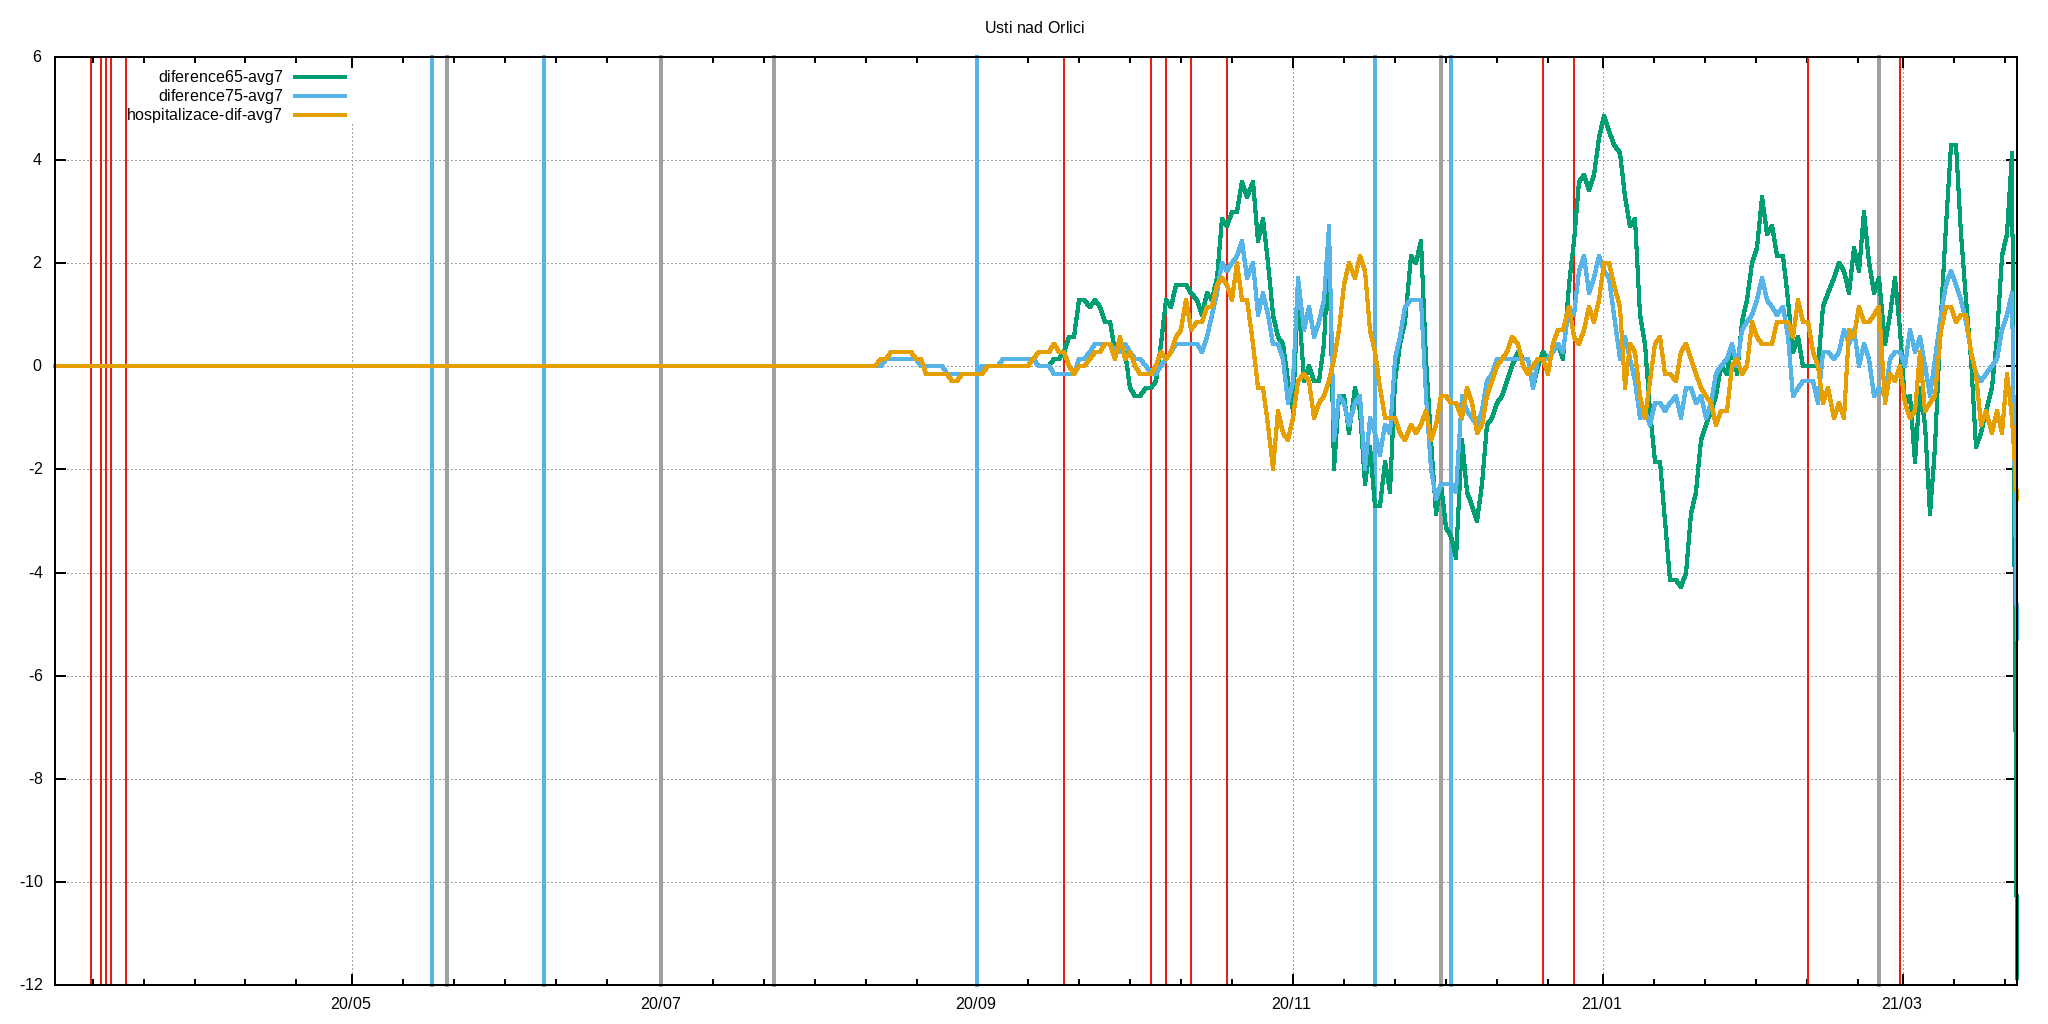 Usti nad Orlici
6
diference65-avg7
diference75-avg7
hospitalizace-dif-avg7
4
2
0
-2
-4
-6
-8
-10
-12
20/05 20/07 20/09 20/11 21/01 21/03